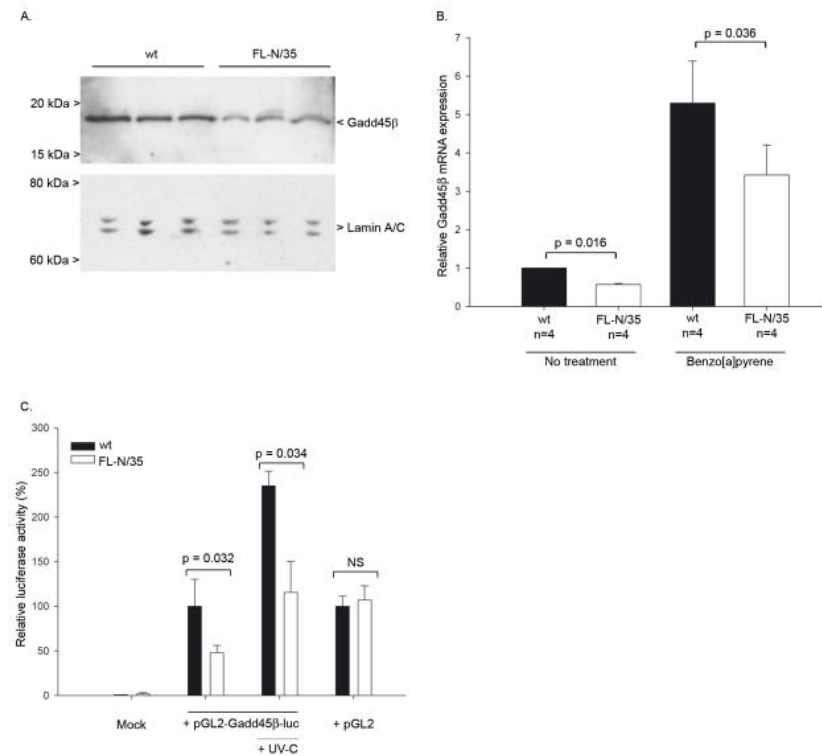 A.
wt FL-N/35
20 kDa >
< Gadd45β
15 kDa >
80 kDa >
> Lamin A/C
60 kDa >
B.
Relative Gadd45β mRNA expression
7
6
5
4
3
2
1
0
p = 0.016
p = 0.036
wt FL-N/35 wt FL-N/35
n=4 n=4 n=4 n=4
No treatment Benzo[a]pyrene
C.
Relative luciferase activity (%)
300
250
200
150
100
50
0
wt
FL-N/35
p = 0.032
p = 0.034
NS
Mock + pGL2-Gadd45β-luc + pGL2
+ UV-C